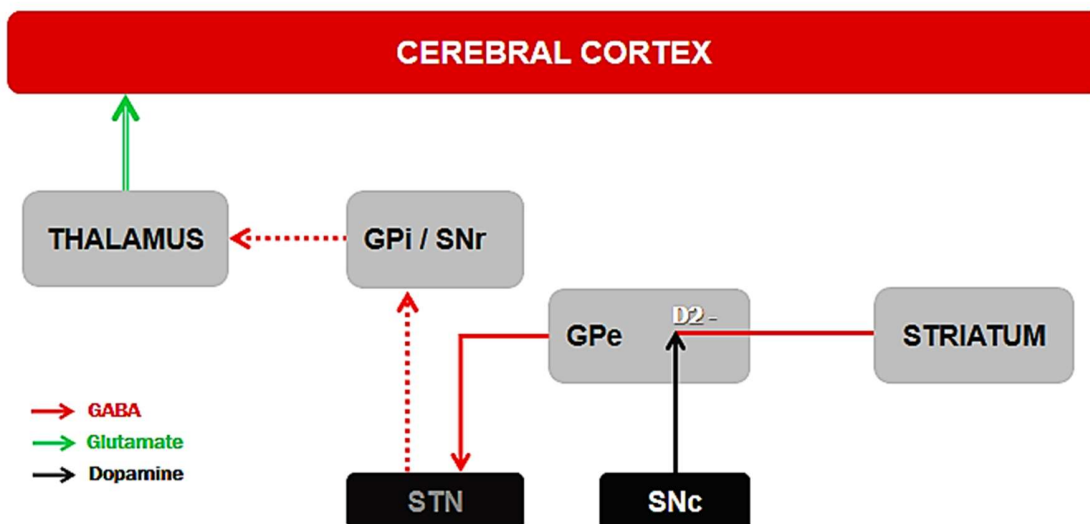 CEREBRAL CORTEX
THALAMUS
GPi / SNr
D2 -
GPe
STRIATUM
GABA
Glutamate
Dopamine
STN
SNc